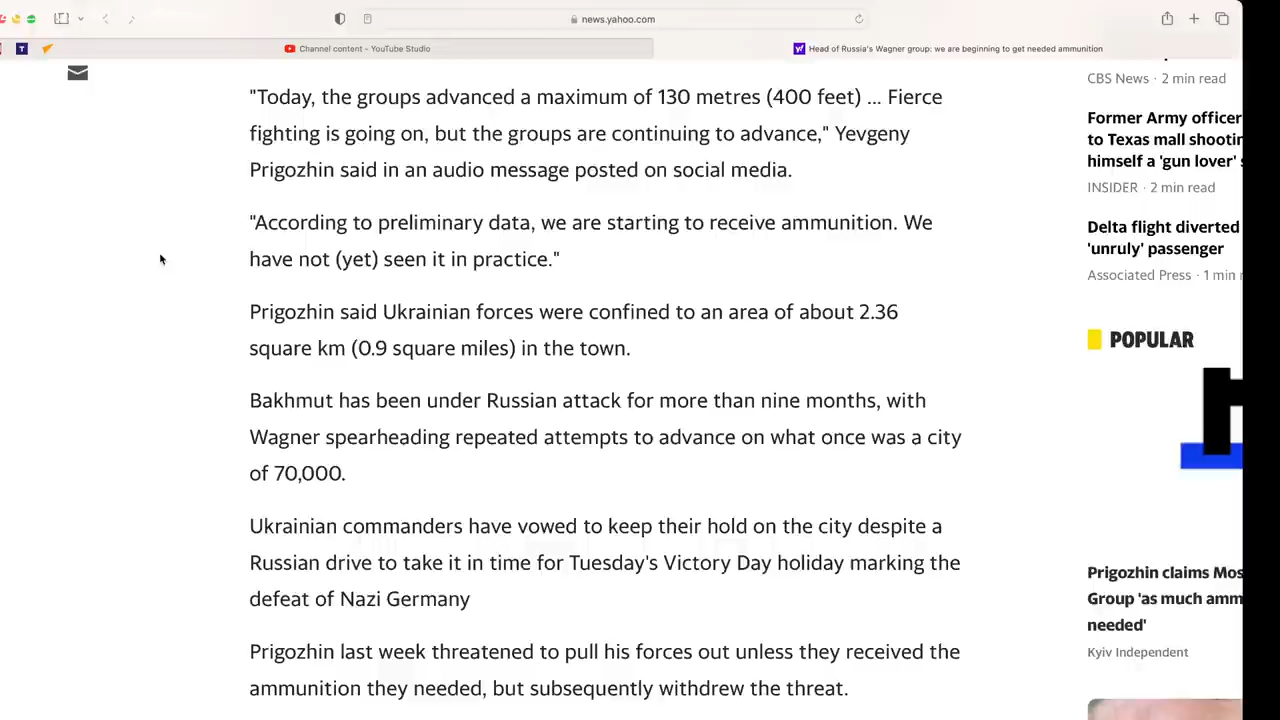 news.yahoo.com
T
Channel content - YouTube Studio
Head of Russia's Wagner group: we are beginning to get needed ammunition
"Today, the groups advanced a maximum of 130 metres (400 feet) ... Fierce
fighting is going on, but the groups are continuing to advance," Yevgeny
Prigozhin said in an audio message posted on social media.
"According to preliminary data, we are starting to receive ammunition. We
have not (yet) seen it in practice."
Prigozhin said Ukrainian forces were confined to an area of about 2.36
square km (0.9 square miles) in the town.
Bakhmut has been under Russian attack for more than nine months, with
Wagner spearheading repeated attempts to advance on what once was a city
of 70,000.
Ukrainian commanders have vowed to keep their hold on the city despite a
Russian drive to take it in time for Tuesday's Victory Day holiday marking the
defeat of Nazi Germany
Prigozhin last week threatened to pull his forces out unless they received the
ammunition they needed, but subsequently withdrew the threat.
CBS News · 2 min read
Former Army officer
to Texas mall shootin
himself a 'gun lover'
INSIDER · 2 min read
Delta flight diverted
'unruly' passenger
Associated Press · 1 min
POPULAR
H
Prigozhin claims Mos
Group 'as much amm
needed'
Kyiv Independent